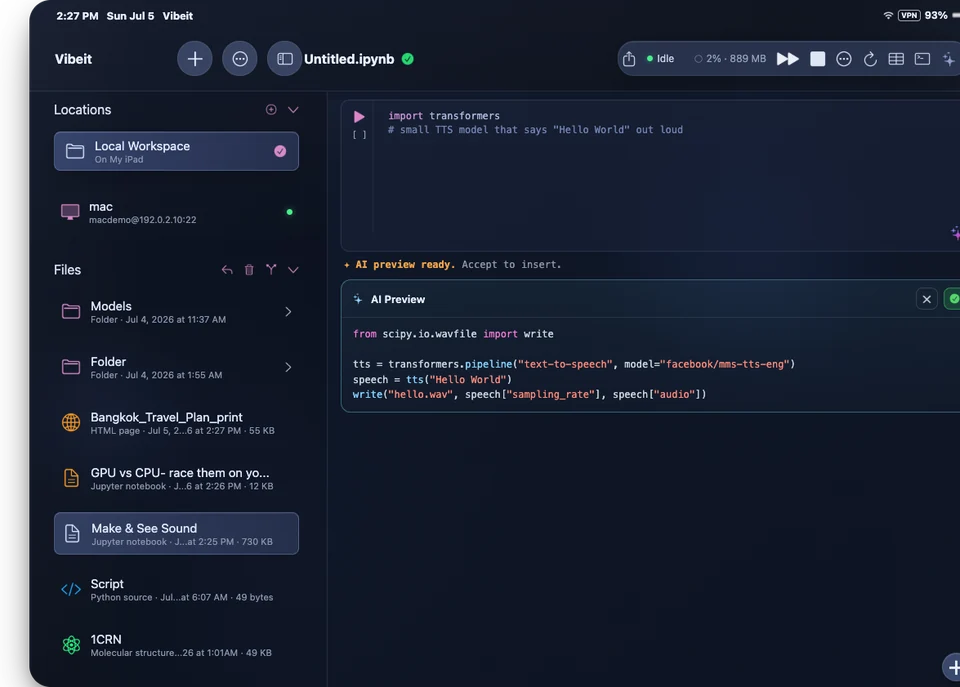 2:27 PM Sun Jul 5 Vibeit
VPN 93%
Vibeit
Untitled.ipynb
Idle
2% · 889 MB
Locations
Local Workspace
On My iPad
mac
macdemo@192.0.2.10:22
Files
Models
Folder · Jul 4, 2026 at 11:37 AM
Folder
Folder · Jul 4, 2026 at 1:55 AM
Bangkok_Travel_Plan_print
HTML page · Jul 5, 2...6 at 2:27 PM · 55 KB
GPU vs CPU- race them on yo...
Jupyter notebook · J...6 at 2:26 PM · 12 KB
Make & See Sound
Jupyter notebook · J...at 2:25 PM · 730 KB
Script
Python source · Jul...at 6:07 AM · 49 bytes
1CRN
Molecular structure...26 at 1:01AM · 49 KB
import transformers
[ ] # small TTS model that says "Hello World" out loud
AI preview ready. Accept to insert.
AI Preview
from scipy.io.wavfile import write
tts = transformers.pipeline("text-to-speech", model="facebook/mms-tts-eng")
speech = tts("Hello World")
write("hello.wav", speech["sampling_rate"], speech["audio"])